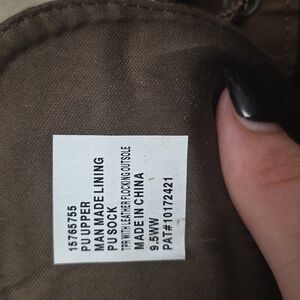 15765755
PU UPPER
MAN MADE LINING
PU SOCK
TPR WITH LEATHER FLOCKING OUTSOLE
MADE IN CHINA
9.5WW
PAT#10172421